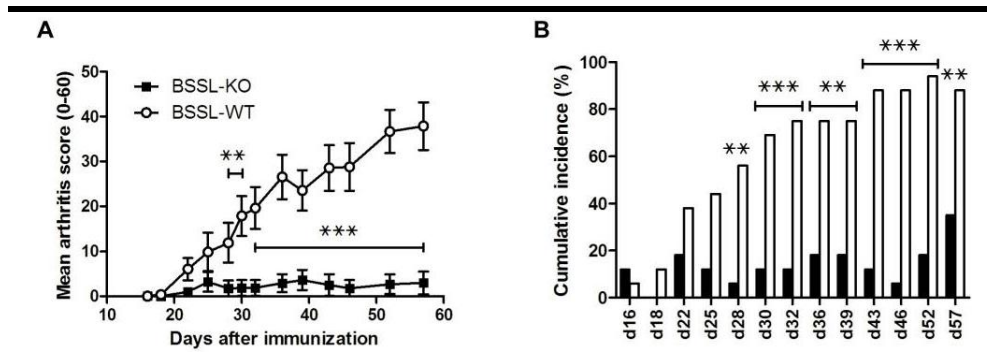 A
Mean arthritis score (0-60)
50
40
30
20
10
0
BSSL-KO
BSSL-WT
**
***
10
20
30
40
50
60
Days after immunization
B
Cumulative incidence (%)
100
80
60
40
20
0
**
***
**
***
**
d16
d18
d22
d25
d28
d30
d32
d36
d39
d43
d46
d52
d57